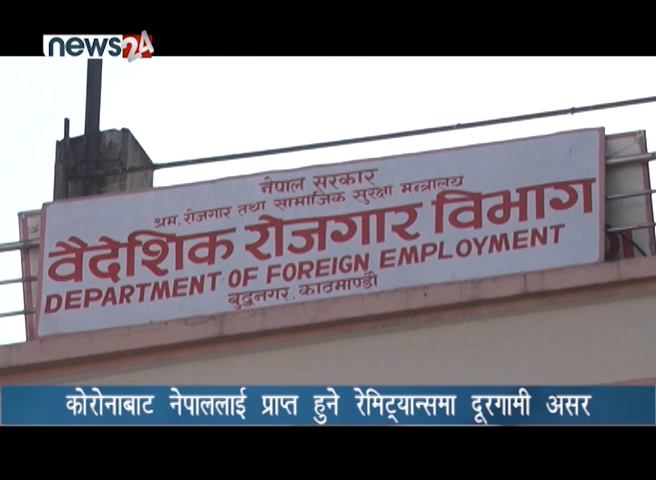 news24
नेपाल सरकार
श्रम, रोजगार तथा सामाजिक सुरक्षा मन्त्रालय
वैदेशिक रोजगार विभाग
DEPARTMENT OF FOREIGN EMPLOYMENT
बुद्धनगर, काठमाण्डौ
कोरोनाबाट नेपाललाई प्राप्त हुने रेमिट्यान्समा दूरगामी असर